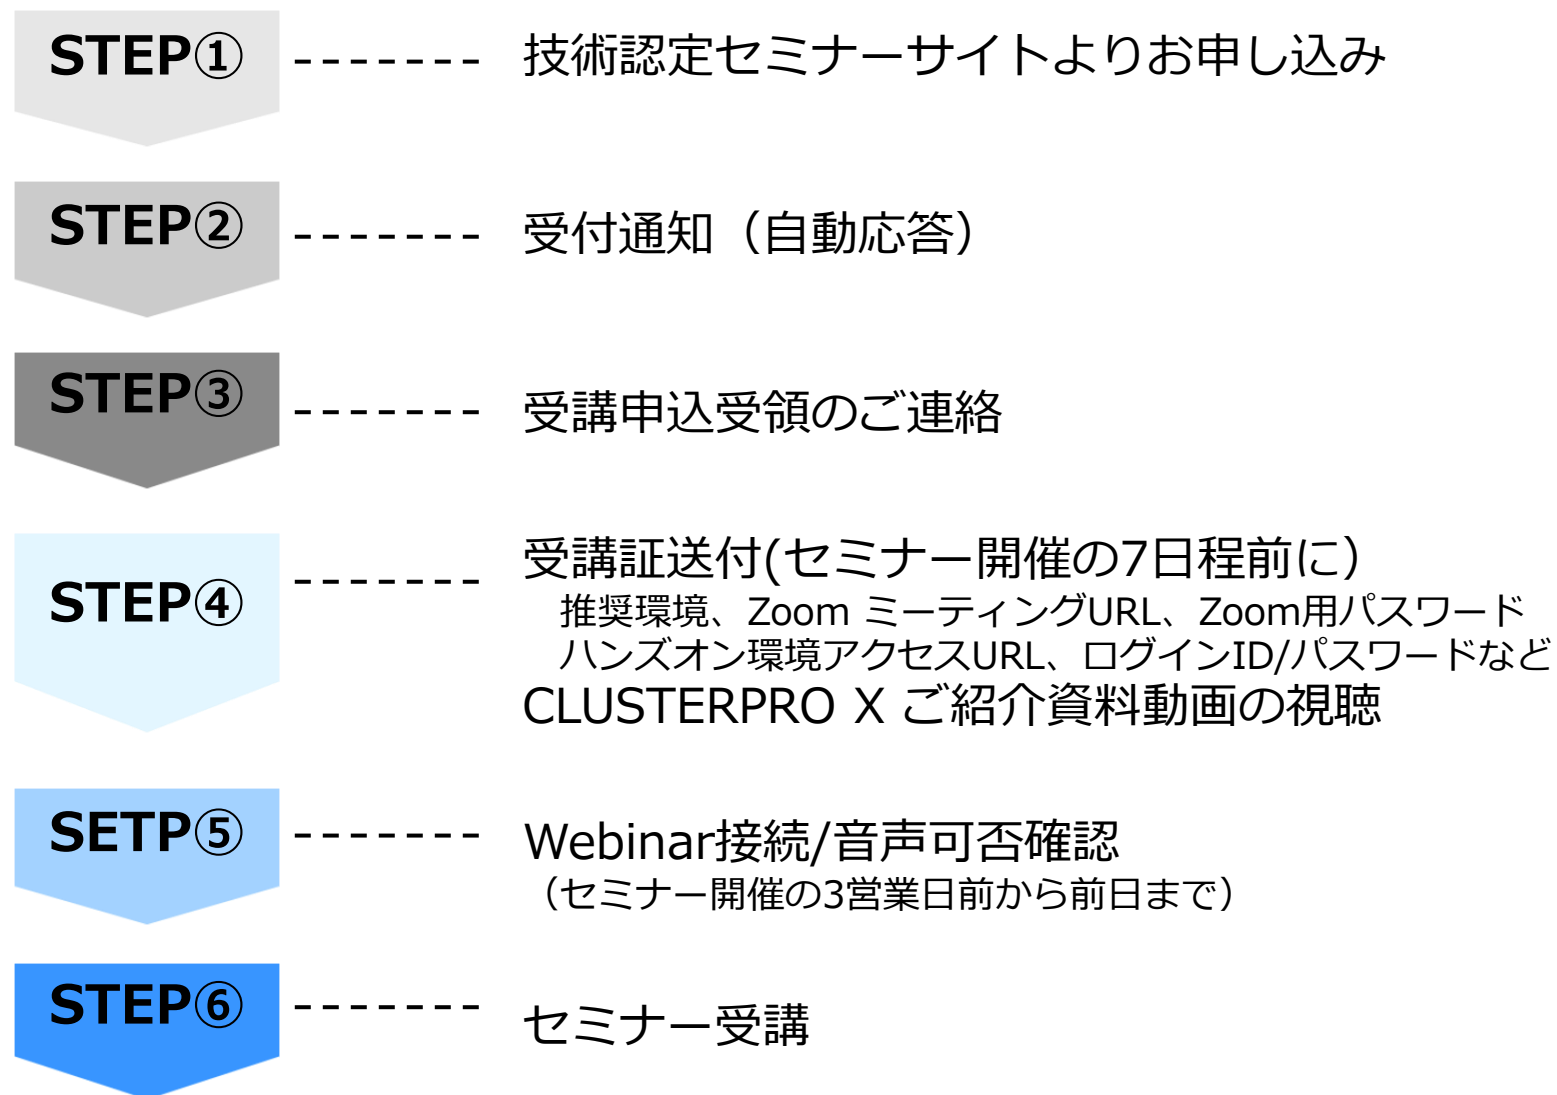 STEP① ------- 技術認定セミナーサイトよりお申し込み
STEP② ------- 受付通知（自動応答）
STEP③ ------- 受講申込受領のご連絡
STEP④ ------- 受講証送付(セミナー開催の7日程前に）
推奨環境、Zoom ミーティングURL、Zoom用パスワード
ハンズオン環境アクセスURL、ログインID/パスワードなど
CLUSTERPRO X ご紹介資料動画の視聴
SETP⑤ ------- Webinar接続/音声可否確認
（セミナー開催の3営業日前から前日まで）
STEP⑥ ------- セミナー受講